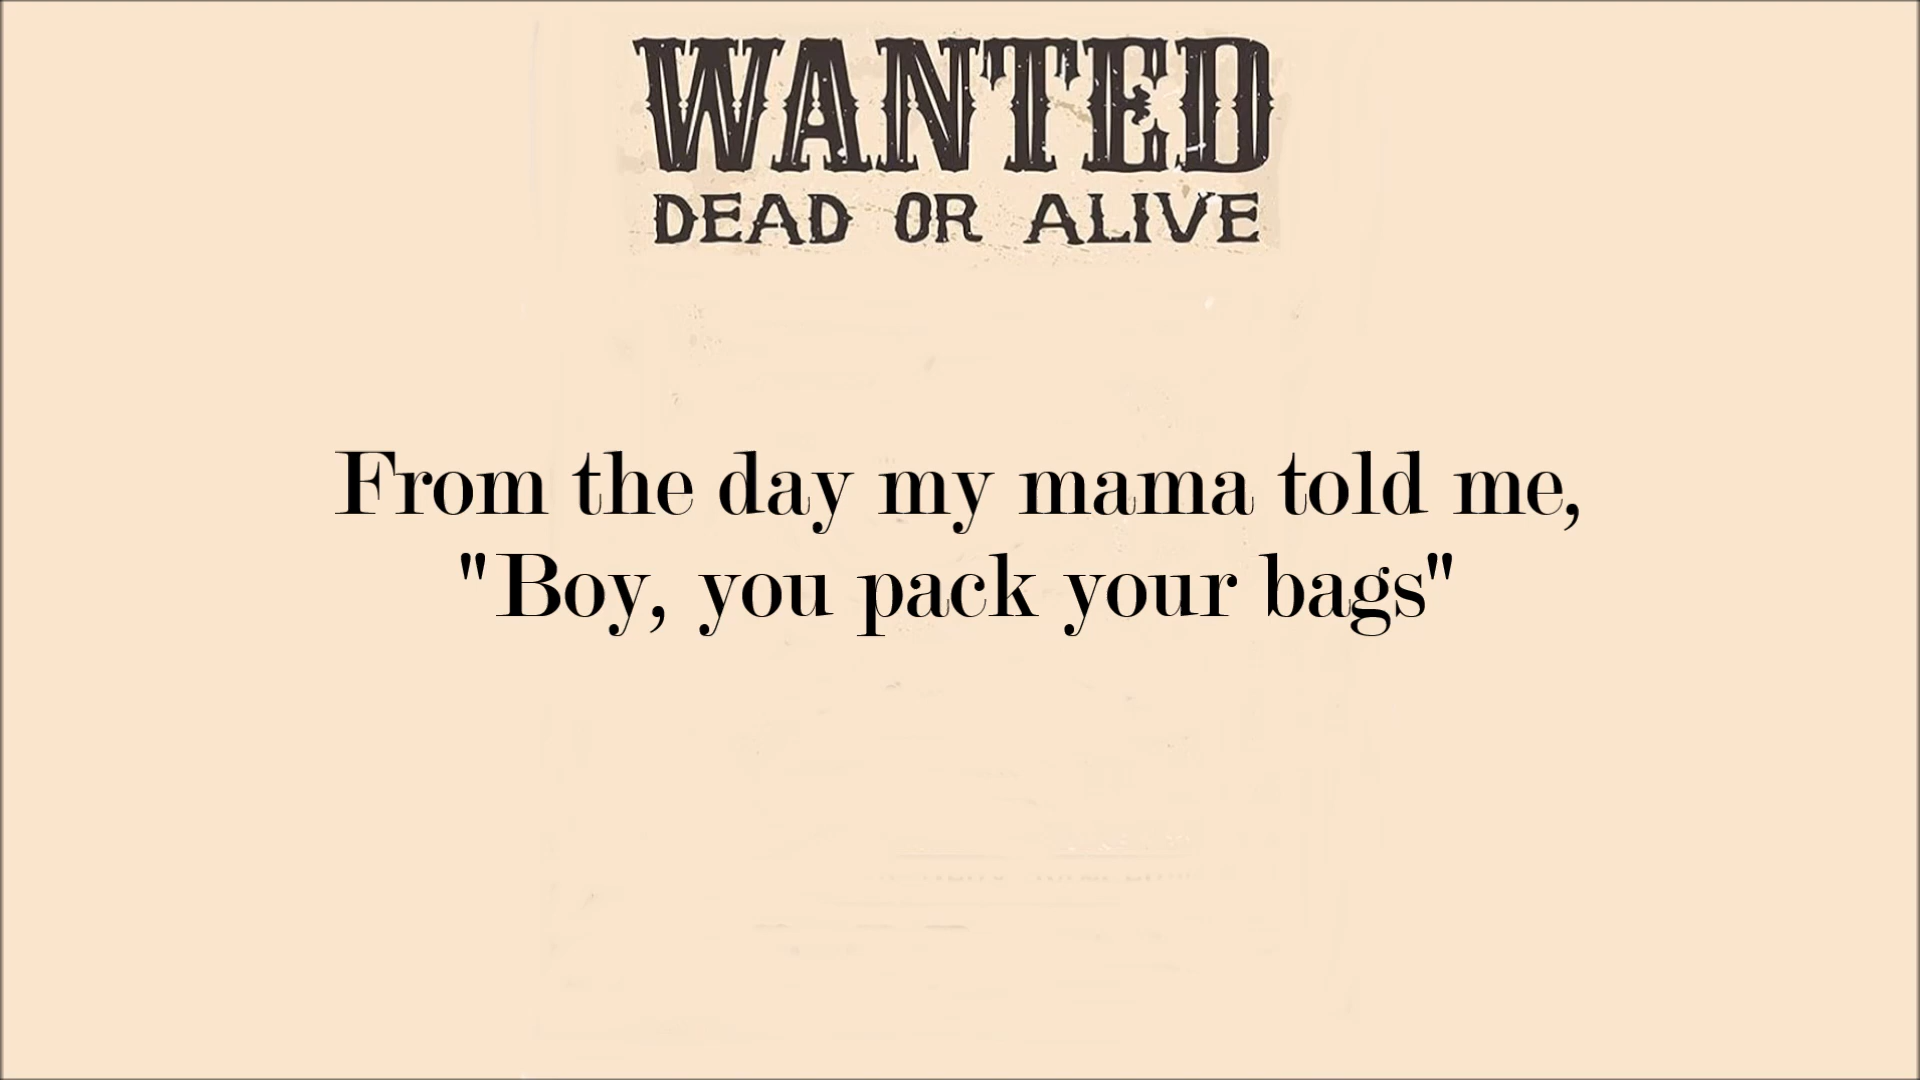 WANTED
DEAD OR ALIVE
From the day my mama told me,
"Boy, you pack your bags"